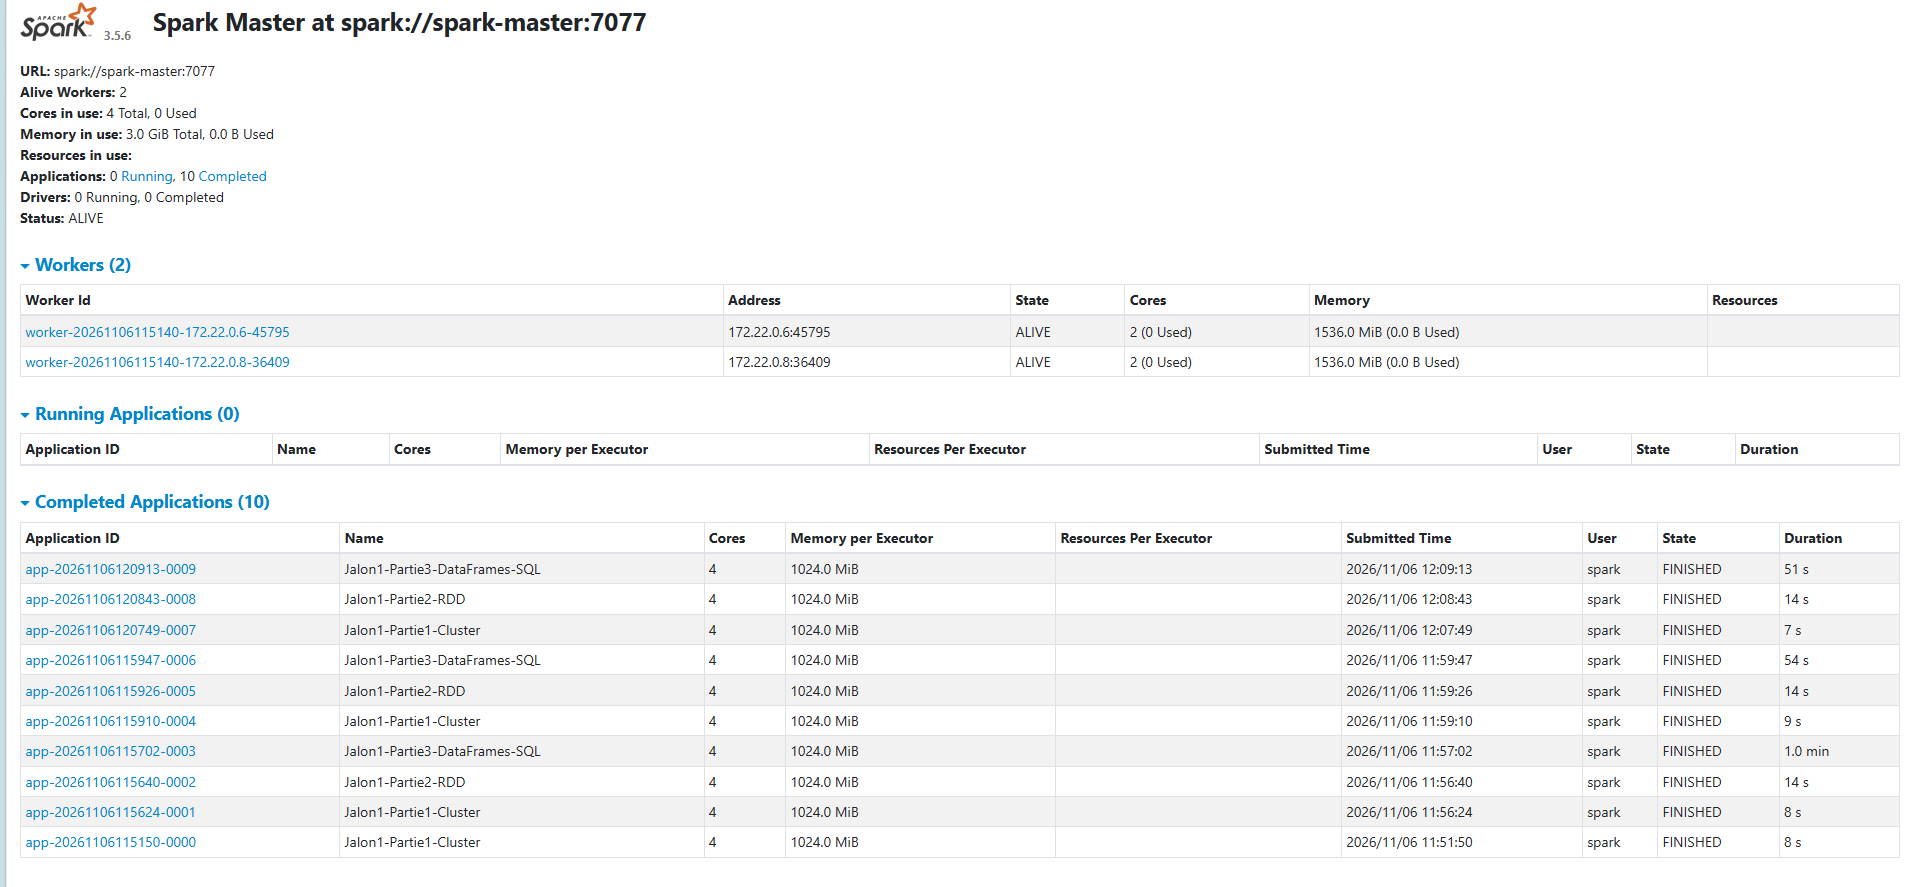 APACHE Spark 3.5.6 Spark Master at spark://spark-master:7077
URL: spark://spark-master:7077
Alive Workers: 2
Cores in use: 4 Total, 0 Used
Memory in use: 3.0 GiB Total, 0.0 B Used
Resources in use:
Applications: 0 Running, 10 Completed
Drivers: 0 Running, 0 Completed
Status: ALIVE
Workers (2)
Worker Id Address State Cores Memory Resources
worker-20261106115140-172.22.0.6-45795 172.22.0.6:45795 ALIVE 2 (0 Used) 1536.0 MiB (0.0 B Used)
worker-20261106115140-172.22.0.8-36409 172.22.0.8:36409 ALIVE 2 (0 Used) 1536.0 MiB (0.0 B Used)
Running Applications (0)
Application ID Name Cores Memory per Executor Resources Per Executor Submitted Time User State Duration
Completed Applications (10)
Application ID Name Cores Memory per Executor Resources Per Executor Submitted Time User State Duration
app-20261106120913-0009 Jalon1-Partie3-DataFrames-SQL 4 1024.0 MiB 2026/11/06 12:09:13 spark FINISHED 51 s
app-20261106120843-0008 Jalon1-Partie2-RDD 4 1024.0 MiB 2026/11/06 12:08:43 spark FINISHED 14 s
app-20261106120749-0007 Jalon1-Partie1-Cluster 4 1024.0 MiB 2026/11/06 12:07:49 spark FINISHED 7 s
app-20261106115947-0006 Jalon1-Partie3-DataFrames-SQL 4 1024.0 MiB 2026/11/06 11:59:47 spark FINISHED 54 s
app-20261106115926-0005 Jalon1-Partie2-RDD 4 1024.0 MiB 2026/11/06 11:59:26 spark FINISHED 14 s
app-20261106115910-0004 Jalon1-Partie1-Cluster 4 1024.0 MiB 2026/11/06 11:59:10 spark FINISHED 9 s
app-20261106115702-0003 Jalon1-Partie3-DataFrames-SQL 4 1024.0 MiB 2026/11/06 11:57:02 spark FINISHED 1.0 min
app-20261106115640-0002 Jalon1-Partie2-RDD 4 1024.0 MiB 2026/11/06 11:56:40 spark FINISHED 14 s
app-20261106115624-0001 Jalon1-Partie1-Cluster 4 1024.0 MiB 2026/11/06 11:56:24 spark FINISHED 8 s
app-20261106115150-0000 Jalon1-Partie1-Cluster 4 1024.0 MiB 2026/11/06 11:51:50 spark FINISHED 8 s